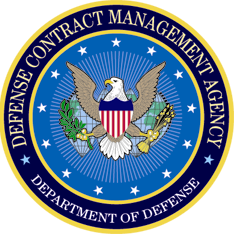 DEFENSE CONTRACT MANAGEMENT AGENCY
DEPARTMENT OF DEFENSE